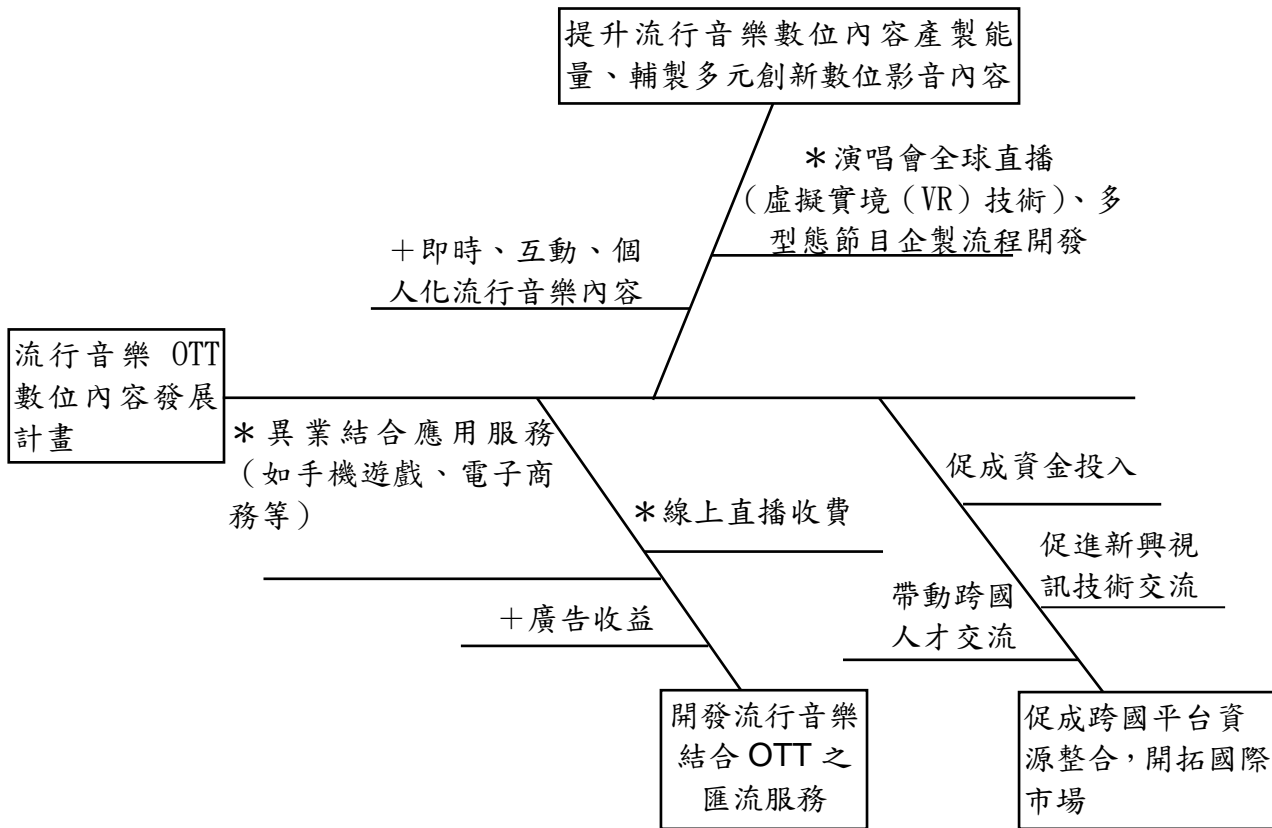 提升流行音樂數位內容產製能
量、輔製多元創新數位影音內容
＊演唱會全球直播
（虛擬實境（VR）技術）、多
型態節目企製流程開發
＋即時、互動、個
人化流行音樂內容
流行音樂 OTT
數位內容發展
計畫
＊異業結合應用服務
（如手機遊戲、電子商
務等）
＊線上直播收費
＋廣告收益
促成資金投入
促進新興視
訊技術交流
帶動跨國
人才交流
開發流行音樂
結合 OTT 之
匯流服務
促成跨國平台資
源整合，開拓國際
市場